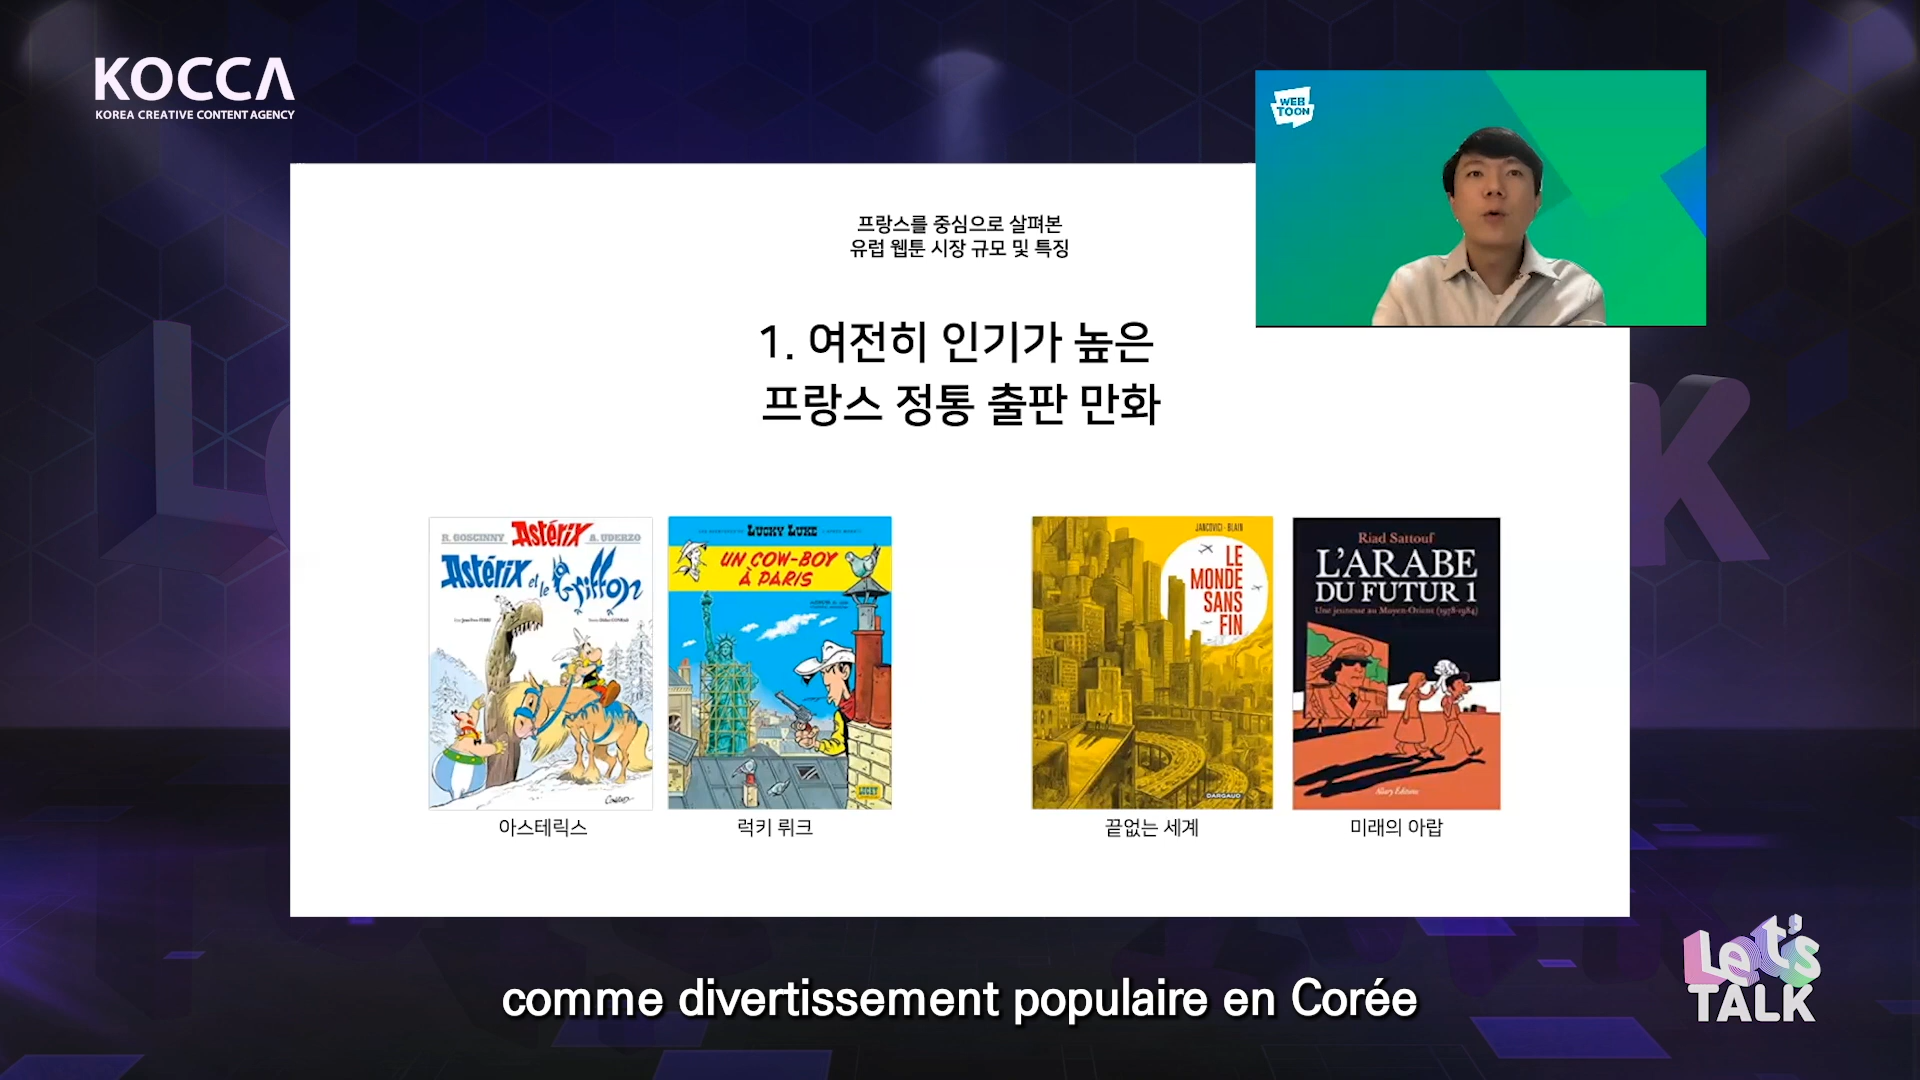 KOCCA
KOREA CREATIVE CONTENT AGENCY
WEB
TOON
프랑스를 중심으로 살펴본
유럽 웹툰 시장 규모 및 특징
1. 여전히 인기가 높은
프랑스 정통 출판 만화
R. GOSCINNY Astérix A. UDERZO
Astérix et le Griffon
LUCKY LUKE
UN COW-BOY
À PARIS
LUCKY
JANCOVICI - BLAIN
LE
MONDE
SANS
FIN
DARGAUD
Riad Sattouf
L'ARABE
DU FUTUR 1
Une jeunesse au Moyen-Orient (1978-1984)
Allary Éditions
아스테릭스
럭키 뤼크
끝없는 세계
미래의 아랍
comme divertissement populaire en Corée
Let's
TALK